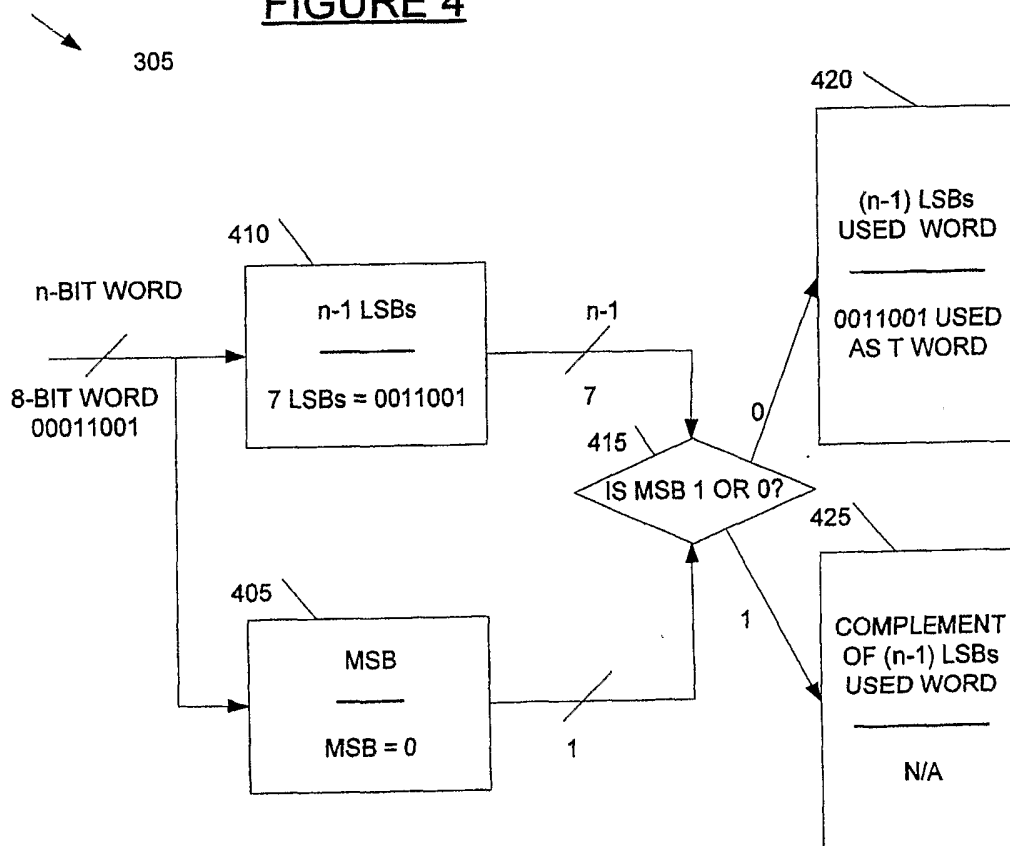 FIGURE 4
305
420
(n-1) LSBs
USED WORD
0011001 USED
AS T WORD
410
n-BIT WORD
n-1 LSBs
n-1
8-BIT WORD
00011001
7 LSBs = 0011001
7
0
415
IS MSB 1 OR 0?
425
405
1
MSB
COMPLEMENT
OF (n-1) LSBs
USED WORD
MSB = 0
1
N/A